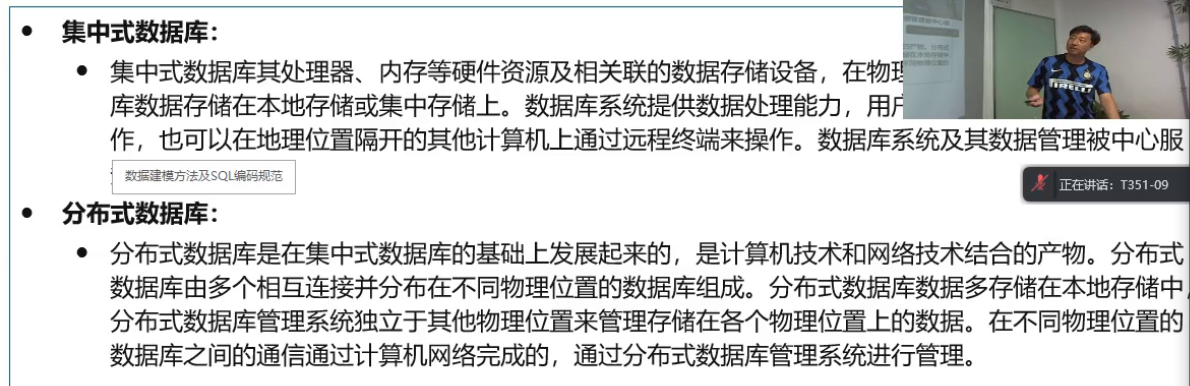 集中式数据库：
集中式数据库其处理器、内存等硬件资源及相关联的数据存储设备，在物理
库数据存储在本地存储或集中存储上。数据库系统提供数据处理能力，用户
作，也可以在地理位置隔开的其他计算机上通过远程终端来操作。数据库系统及其数据管理被中心服
数据建模方法及SQL编码规范
正在讲话：T351-09
分布式数据库：
分布式数据库是在集中式数据库的基础上发展起来的，是计算机技术和网络技术结合的产物。分布式
数据库由多个相互连接并分布在不同物理位置的数据库组成。分布式数据库数据多存储在本地存储中，
分布式数据库管理系统独立于其他物理位置来管理存储在各个物理位置上的数据。在不同物理位置的
数据库之间的通信通过计算机网络完成的，通过分布式数据库管理系统进行管理。
PIRELLI